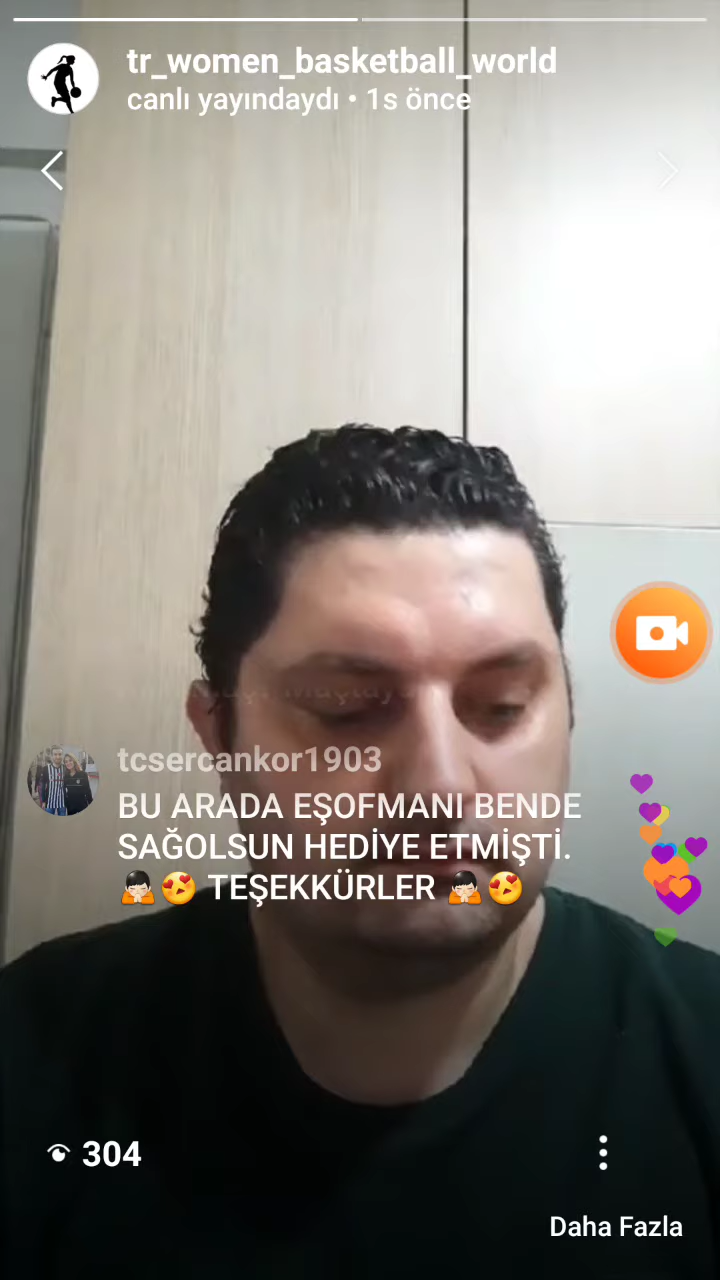 tr_women_basketball_world
canlı yayındaydı • 1s önce
tcsercankor1903
BU ARADA EŞOFMANI BENDE
SAĞOLSUN HEDİYE ETMİŞTİ.
🙇🏻😍 TEŞEKKÜRLER 🙇🏻😍
304
Daha Fazla